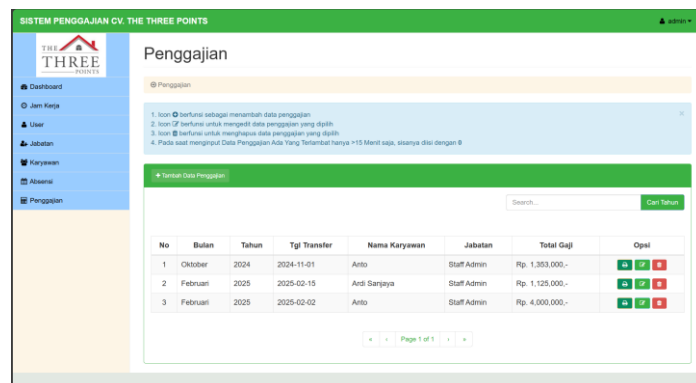 SISTEM PENGGAJIAN CV. THE THREE POINTS
admin
THE
THREE
POINTS
Dashboard
Jam Kerja
User
Jabatan
Karyawan
Absensi
Penggajian
Penggajian
Penggajian
1. Icon berfunsi sebagai menambah data penggajian
2. Icon berfunsi untuk mengedit data penggajian yang dipilih
3. Icon berfunsi untuk menghapus data penggajian yang dipilih
4. Pada saat menginput Data Penggajian Ada Yang Terlambat hanya >15 Menit saja, sisanya diisi dengan 0
×
+ Tambah Data Penggajian
Search...
Cari Tahun
No Bulan Tahun Tgl Transfer Nama Karyawan Jabatan Total Gaji Opsi
1 Oktober 2024 2024-11-01 Anto Staff Admin Rp. 1,353,000,-
2 Februari 2025 2025-02-15 Ardi Sanjaya Staff Admin Rp. 1,125,000,-
3 Februari 2025 2025-02-02 Anto Staff Admin Rp. 4,000,000,-
« ‹ Page 1 of 1 › »